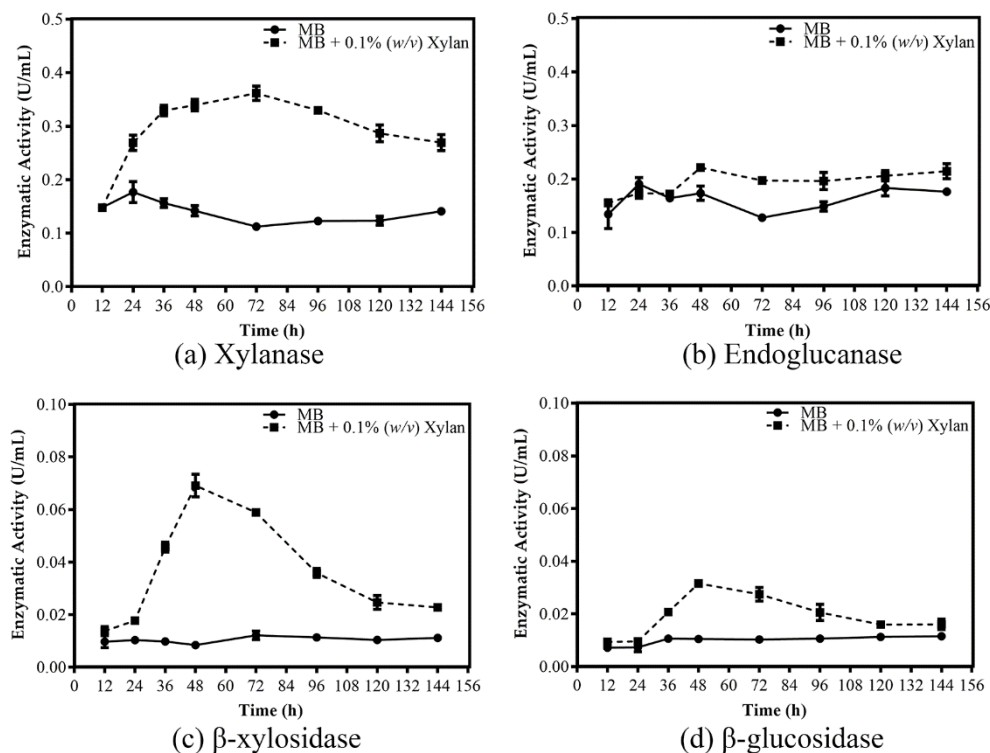 MB
MB + 0.1% (w/v) Xylan
Enzymatic Activity (U/mL)
0.5
0.4
0.3
0.2
0.1
0.0
0 12 24 36 48 60 72 84 96 108 120 132 144 156
Time (h)
(a) Xylanase
MB
MB + 0.1% (w/v) Xylan
Enzymatic Activity (U/mL)
0.5
0.4
0.3
0.2
0.1
0.0
0 12 24 36 48 60 72 84 96 108 120 132 144 156
Time (h)
(b) Endoglucanase
MB
MB + 0.1% (w/v) Xylan
Enzymatic Activity (U/mL)
0.10
0.08
0.06
0.04
0.02
0.00
0 12 24 36 48 60 72 84 96 108 120 132 144 156
Time (h)
(c) β-xylosidase
MB
MB + 0.1% (w/v) Xylan
Enzymatic Activity (U/mL)
0.10
0.08
0.06
0.04
0.02
0.00
0 12 24 36 48 60 72 84 96 108 120 132 144 156
Time (h)
(d) β-glucosidase